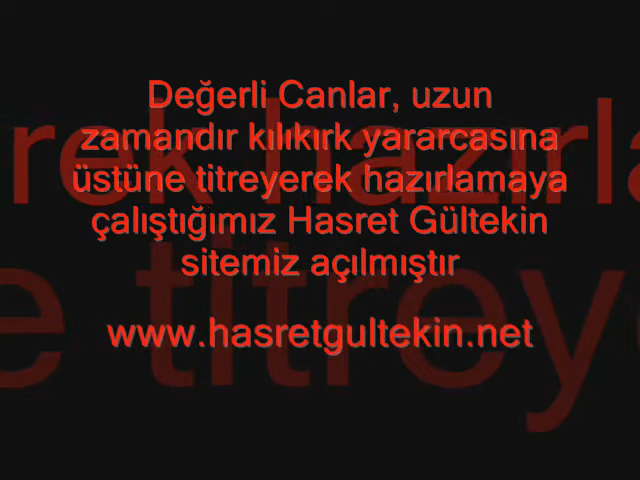 Değerli Canlar, uzun
zamandır kılıkırk yararcasına
üstüne titreyerek hazırlamaya
çalıştığımız Hasret Gültekin
sitemiz açılmıştır
www.hasretgultekin.net